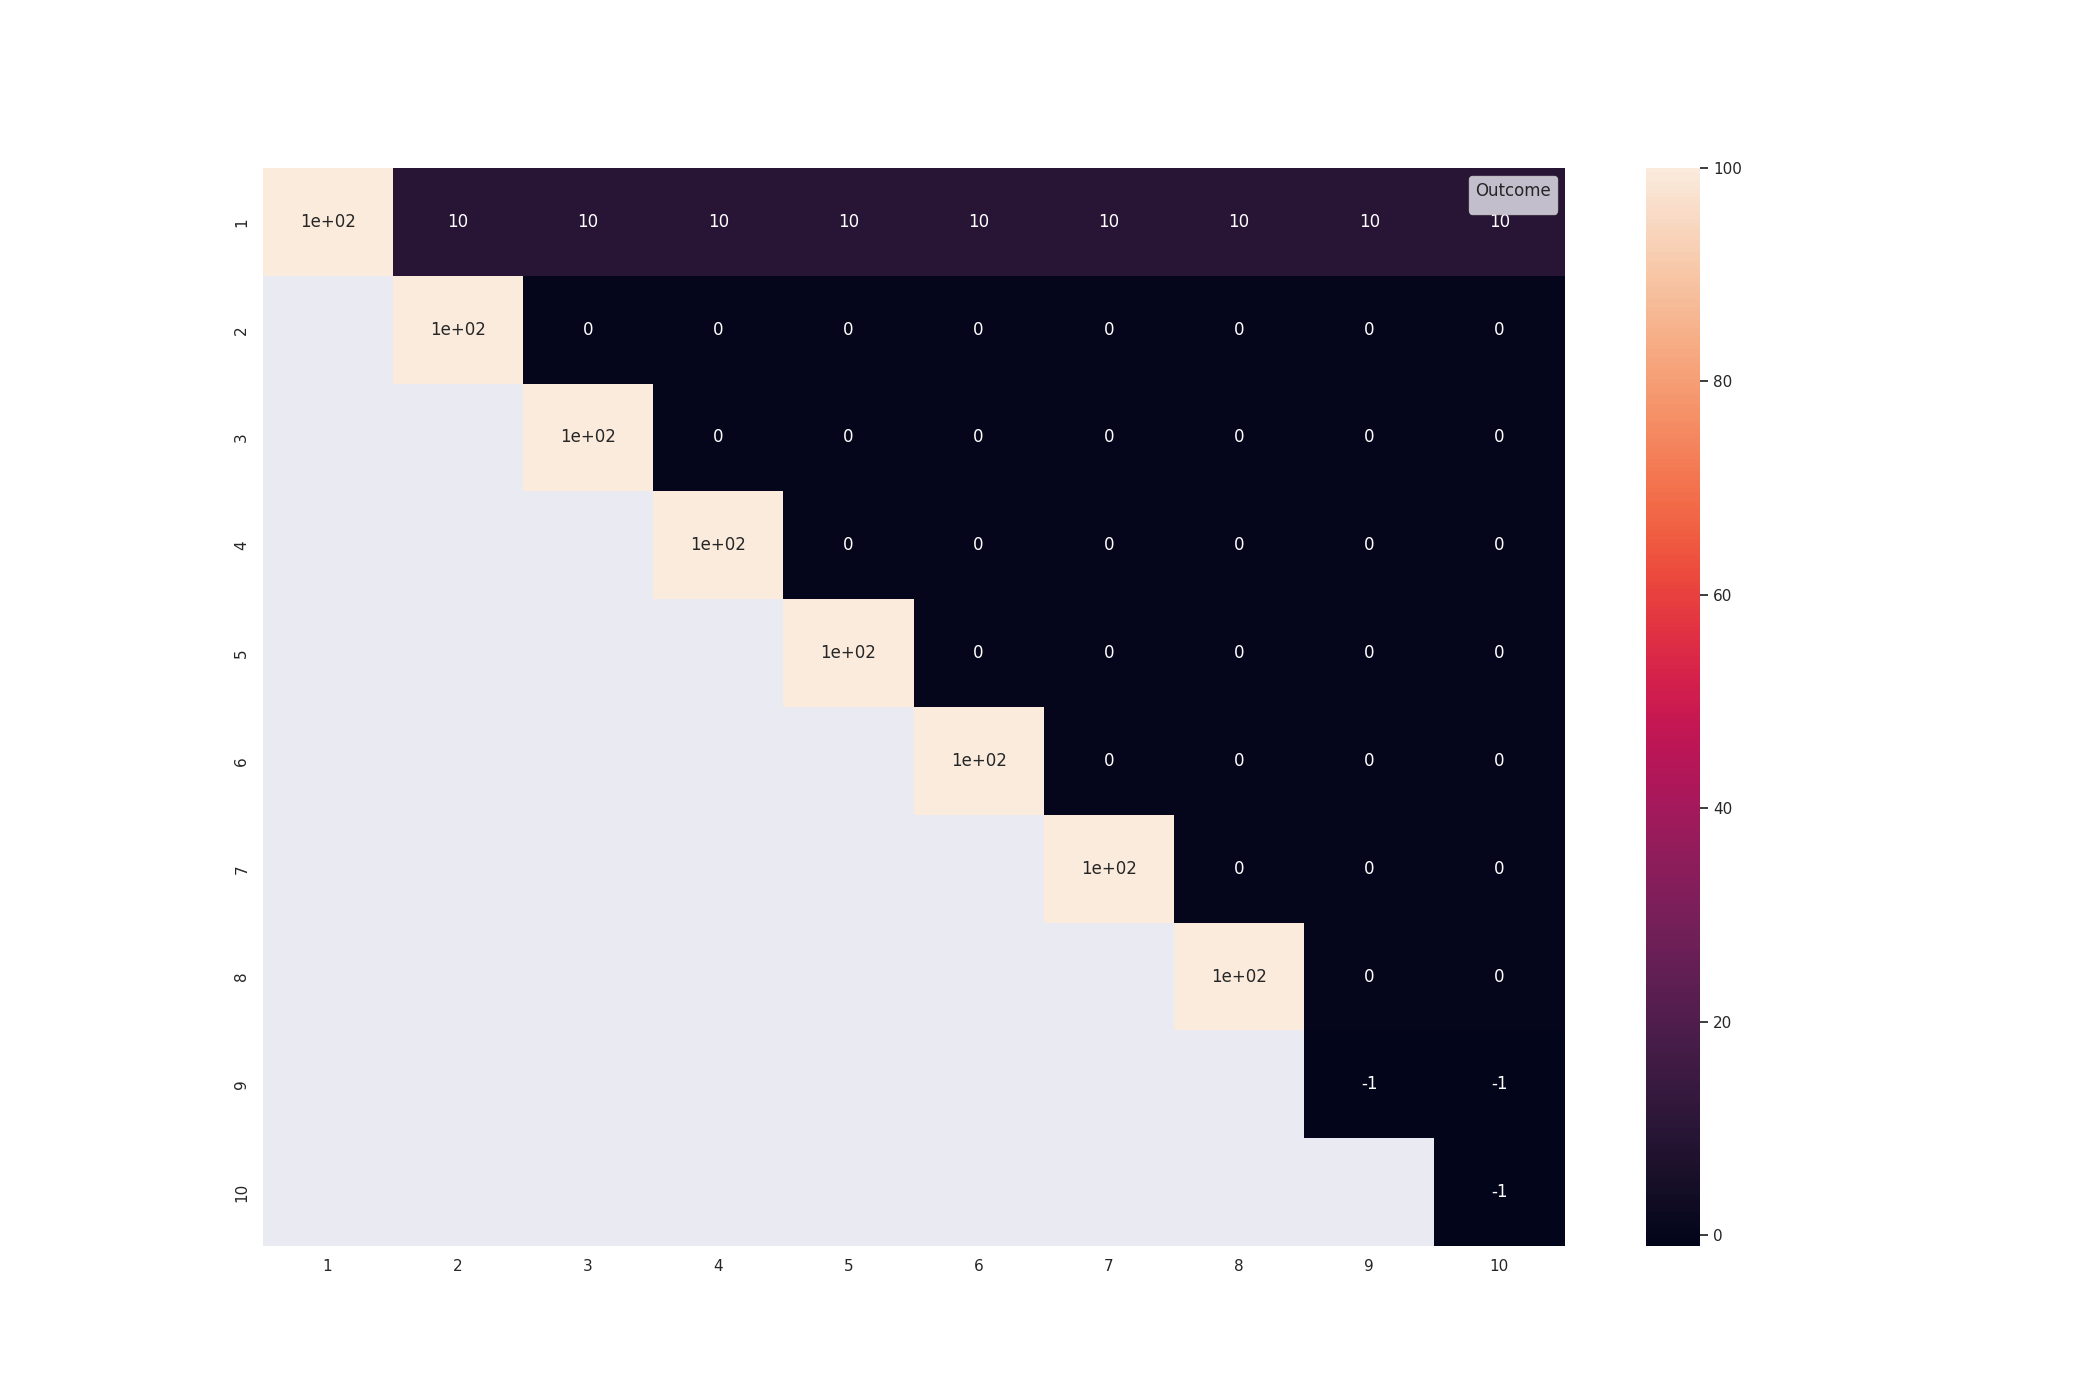 Outcome
1 1e+02 10 10 10 10 10 10 10 10 10
2 1e+02 0 0 0 0 0 0 0 0
3 1e+02 0 0 0 0 0 0 0
4 1e+02 0 0 0 0 0 0
5 1e+02 0 0 0 0 0
6 1e+02 0 0 0 0
7 1e+02 0 0 0
8 1e+02 0 0
9 -1 -1
10 -1
1 2 3 4 5 6 7 8 9 10
100
80
60
40
20
0